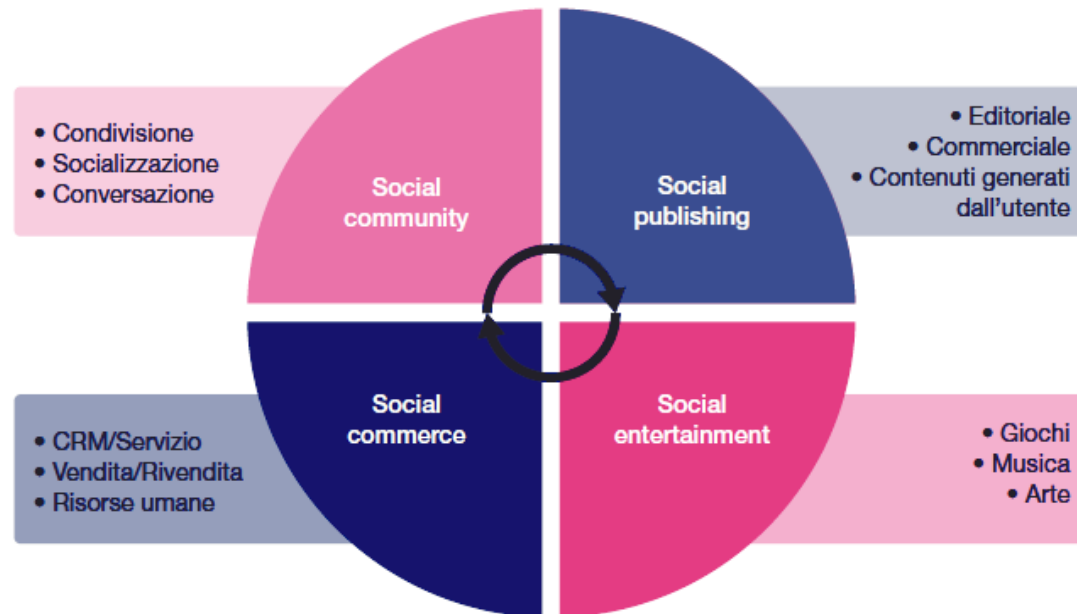 • Condivisione
• Socializzazione
• Conversazione
Social
community
Social
publishing
• Editoriale
• Commerciale
• Contenuti generati
dall'utente
• CRM/Servizio
• Vendita/Rivendita
• Risorse umane
Social
commerce
Social
entertainment
• Giochi
• Musica
• Arte